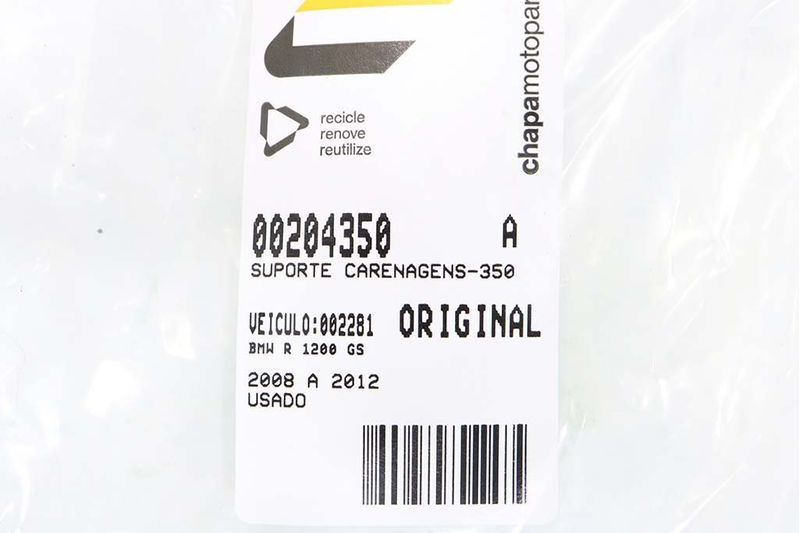 recicle
renove
reutilize
chapamotopar
00204350 A
SUPORTE CARENAGENS-350
VEICULO:002281 ORIGINAL
BMW R 1200 GS
2008 A 2012
USADO